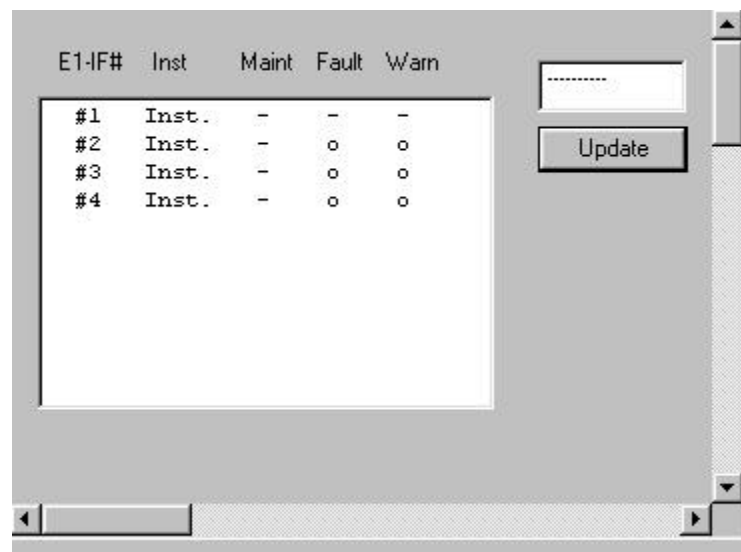 E1-IF# Inst Maint Fault Warn
----------
#1 Inst. - - -
#2 Inst. - o o
Update
#3 Inst. - o o
#4 Inst. - o o